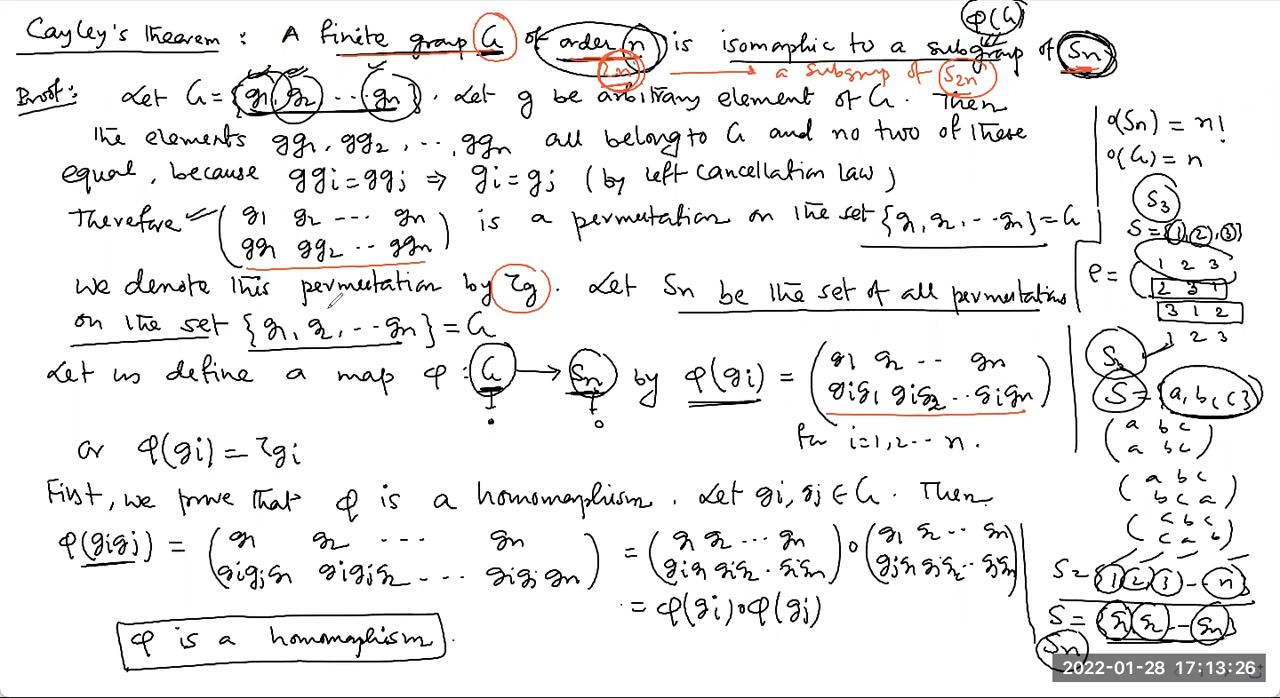 φ(G)
Cayley's Theorem : A finite group G of order n is isomorphic to a subgroup of Sn
2n → a subgroup of S2n
Proof: Let G = {g1, g2 ... gn}. Let g be arbitrary element of G. Then
the elements gg1, gg2, ..., ggn all belong to G and no two of these
equal, because ggi = ggj ⇒ gi = gj (by left cancellation law)
Therefore ( g1 g2 --- gn
gg1 gg2 ... ggn ) is a permutation on the set {g1, g2, ... gn} = G
we denote this permutation by τg. Let Sn be the set of all permutations
on the set {g1, g2, ... gn} = G
Let us define a map φ : G → Sn by φ(gi) = ( g1 g2 -- gn
gig1 gig2 ... gign )
for i=1,2-- n.
or φ(gi) = τgi
First, we prove that φ is a homomorphism. Let gi, gj ∈ G. Then
φ(gigj) = ( g1 g2 --- gn
gigjg1 gigjg2 ... gigjgn ) = ( g1 g2 ... gn
gig1 gig2 . gign ) o ( g1 g2 ... gn
gjg1 gjg2 .. gjgn )
= φ(gi)oφ(gj)
φ is a homomorphism.
o(Sn) = n!
o(G) = n
S3
S = {1, 2, 3}
ρ = ( 1 2 3
2 3 1
3 1 2
1 2 3
S3
S = {a, b, c}
( a b c
a b c )
( a b c
b c a )
( a b c
c a b )
S = {1 2 3 -- n}
S = {g1 g2 -- gn}
Sn
2022-01-28 17:13:26